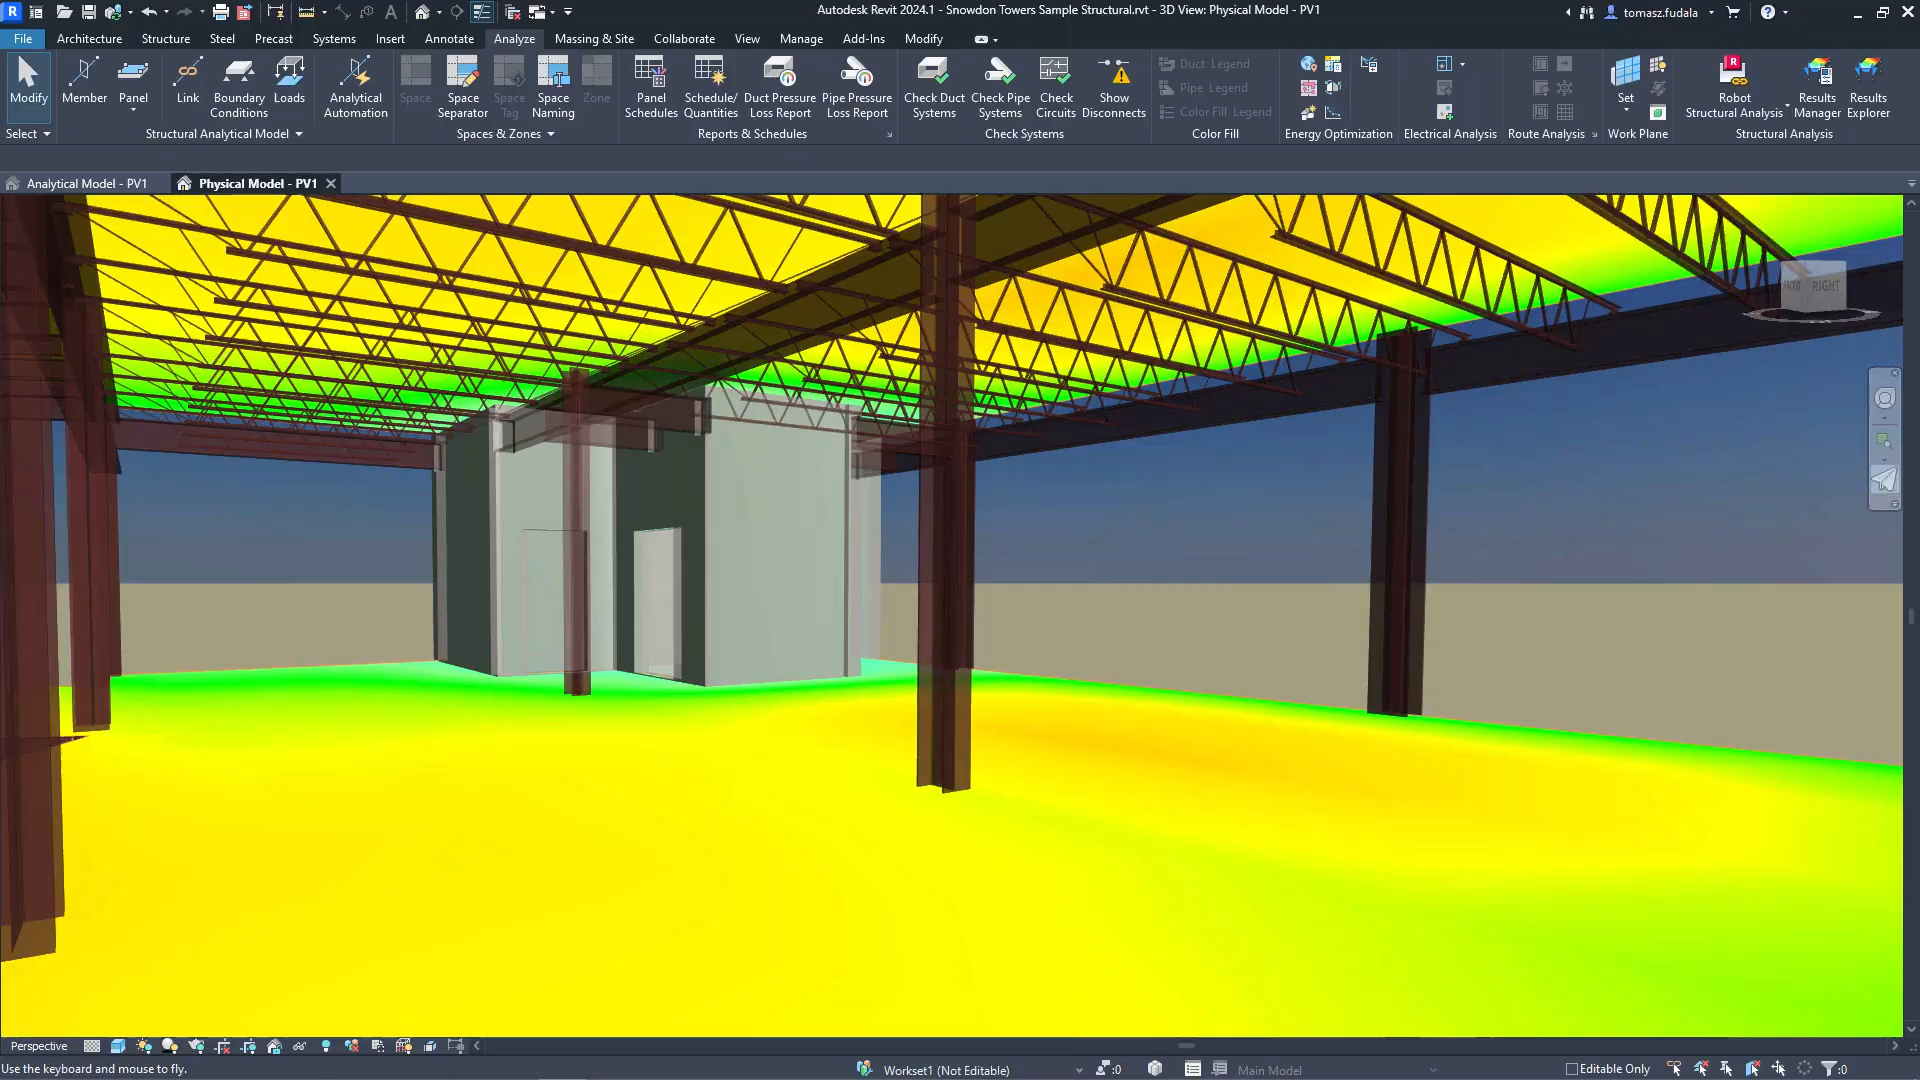 Autodesk Revit 2024.1 - Snowdon Towers Sample Structural.rvt - 3D View: Physical Model - PV1
tomasz.fudala
File Architecture Structure Steel Precast Systems Insert Annotate Analyze Massing & Site Collaborate View Manage Add-Ins Modify
Modify
Member
Panel
Link
Boundary
Conditions
Loads
Analytical
Automation
Space
Space
Separator
Space
Tag
Space
Naming
Zone
Panel
Schedules
Schedule/
Quantities
Duct Pressure
Loss Report
Pipe Pressure
Loss Report
Check Duct
Systems
Check Pipe
Systems
Check
Circuits
Show
Disconnects
Duct Legend
Pipe Legend
Color Fill Legend
Set
Robot
Structural Analysis
Results
Manager
Results
Explorer
Select
Structural Analytical Model
Spaces & Zones
Reports & Schedules
Check Systems
Color Fill
Energy Optimization
Electrical Analysis
Route Analysis
Work Plane
Structural Analysis
Analytical Model - PV1
Physical Model - PV1
RIGHT
Perspective
Use the keyboard and mouse to fly.
Workset1 (Not Editable)
:0
Main Model
Editable Only
:0